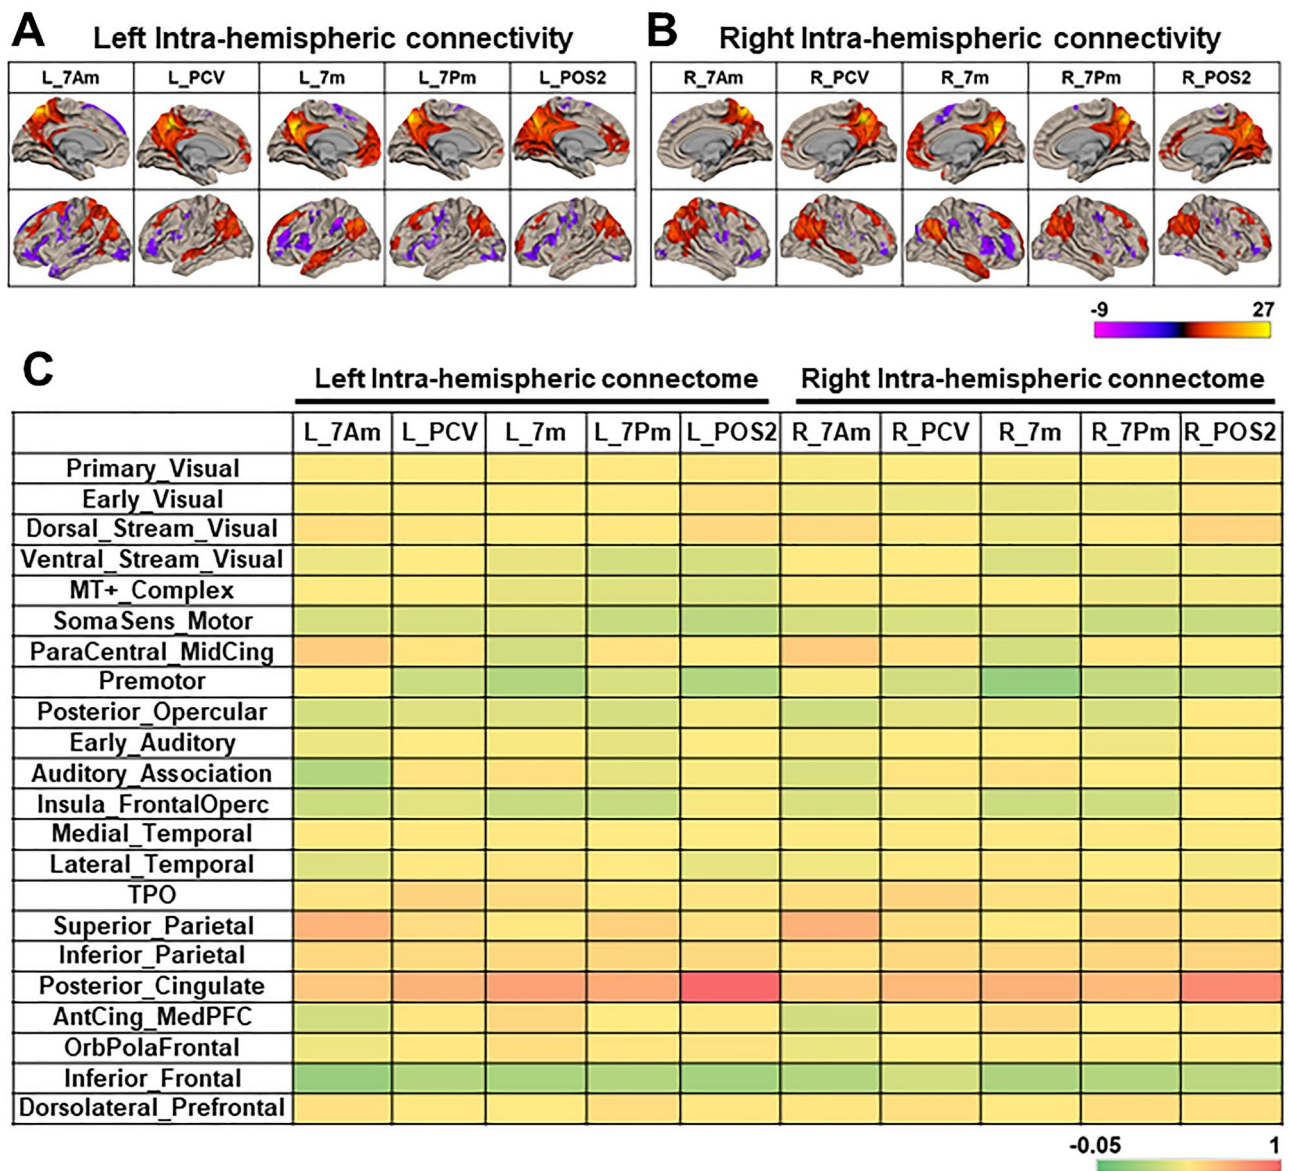 A Left Intra-hemispheric connectivity
L_7Am L_PCV L_7m L_7Pm L_POS2
B Right Intra-hemispheric connectivity
R_7Am R_PCV R_7m R_7Pm R_POS2
-9 27
C
Left Intra-hemispheric connectome Right Intra-hemispheric connectome
L_7Am L_PCV L_7m L_7Pm L_POS2 R_7Am R_PCV R_7m R_7Pm R_POS2
Primary_Visual
Early_Visual
Dorsal_Stream_Visual
Ventral_Stream_Visual
MT+_Complex
SomaSens_Motor
ParaCentral_MidCing
Premotor
Posterior_Opercular
Early_Auditory
Auditory_Association
Insula_FrontalOperc
Medial_Temporal
Lateral_Temporal
TPO
Superior_Parietal
Inferior_Parietal
Posterior_Cingulate
AntCing_MedPFC
OrbPolaFrontal
Inferior_Frontal
Dorsolateral_Prefrontal
-0.05 1